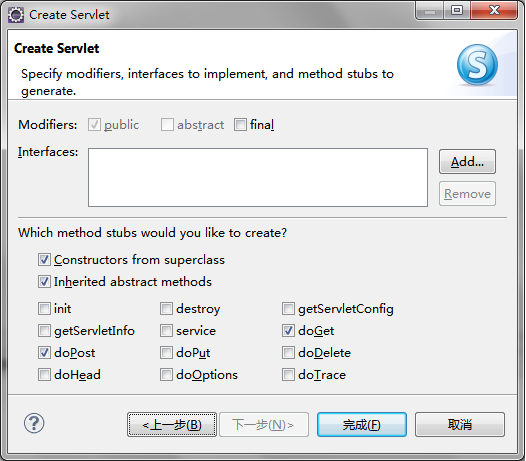 Create Servlet
Create Servlet
Specify modifiers, interfaces to implement, and method stubs to
generate.
S
Modifiers: public abstract final
Interfaces:
Add...
Remove
Which method stubs would you like to create?
Constructors from superclass
Inherited abstract methods
init destroy getServletConfig
getServletInfo service doGet
doPost doPut doDelete
doHead doOptions doTrace
? <上一步(B) 下一步(N)> 完成(F) 取消